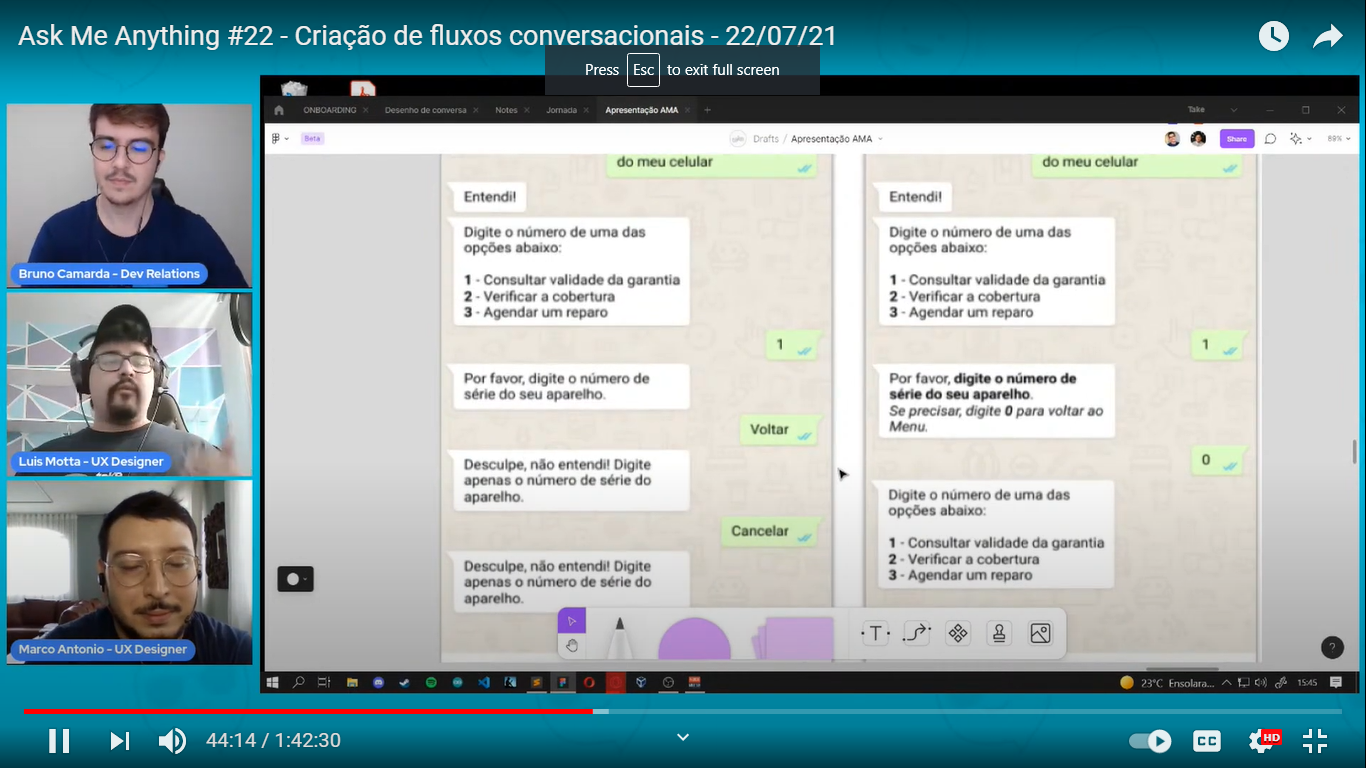 Ask Me Anything #22 - Criação de fluxos conversacionais - 22/07/21
Press Esc to exit full screen
ONBOARDING
Desenho de conversa
Notes
Jornada
Apresentação AMA
Take
Beta
Drafts / Apresentação AMA
Share
89%
do meu celular
Entendi!
Digite o número de uma das
opções abaixo:
1 - Consultar validade da garantia
2 - Verificar a cobertura
3 - Agendar um reparo
1
Por favor, digite o número de
série do seu aparelho.
Voltar
Desculpe, não entendi! Digite
apenas o número de série do
aparelho.
Cancelar
Desculpe, não entendi! Digite
apenas o número de série do
aparelho.
do meu celular
Entendi!
Digite o número de uma das
opções abaixo:
1 - Consultar validade da garantia
2 - Verificar a cobertura
3 - Agendar um reparo
1
Por favor, digite o número de
série do seu aparelho.
Se precisar, digite 0 para voltar ao
Menu.
0
Digite o número de uma das
opções abaixo:
1 - Consultar validade da garantia
2 - Verificar a cobertura
3 - Agendar um reparo
T
?
Bruno Camarda - Dev Relations
Luis Motta - UX Designer
Marco Antonio - UX Designer
23°C Ensolara...
15:45
44:14 / 1:42:30
CC
HD